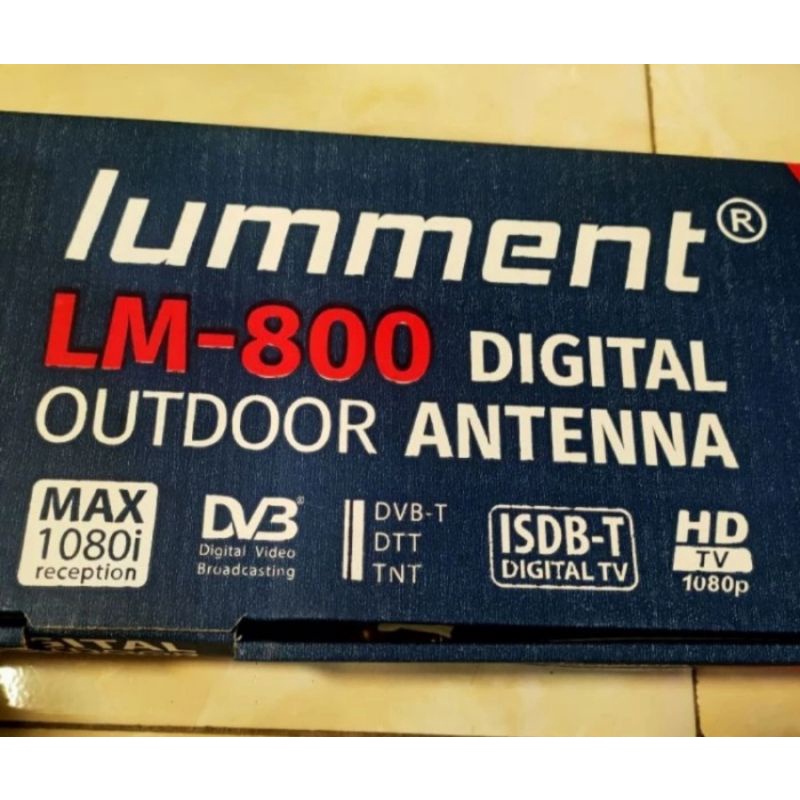 lumment®
LM-800 DIGITAL
OUTDOOR ANTENNA
MAX
1080i
reception
DVB®
Digital Video
Broadcasting
DVB-T
DTT
TNT
ISDB-T
DIGITAL TV
HD
TV
1080p